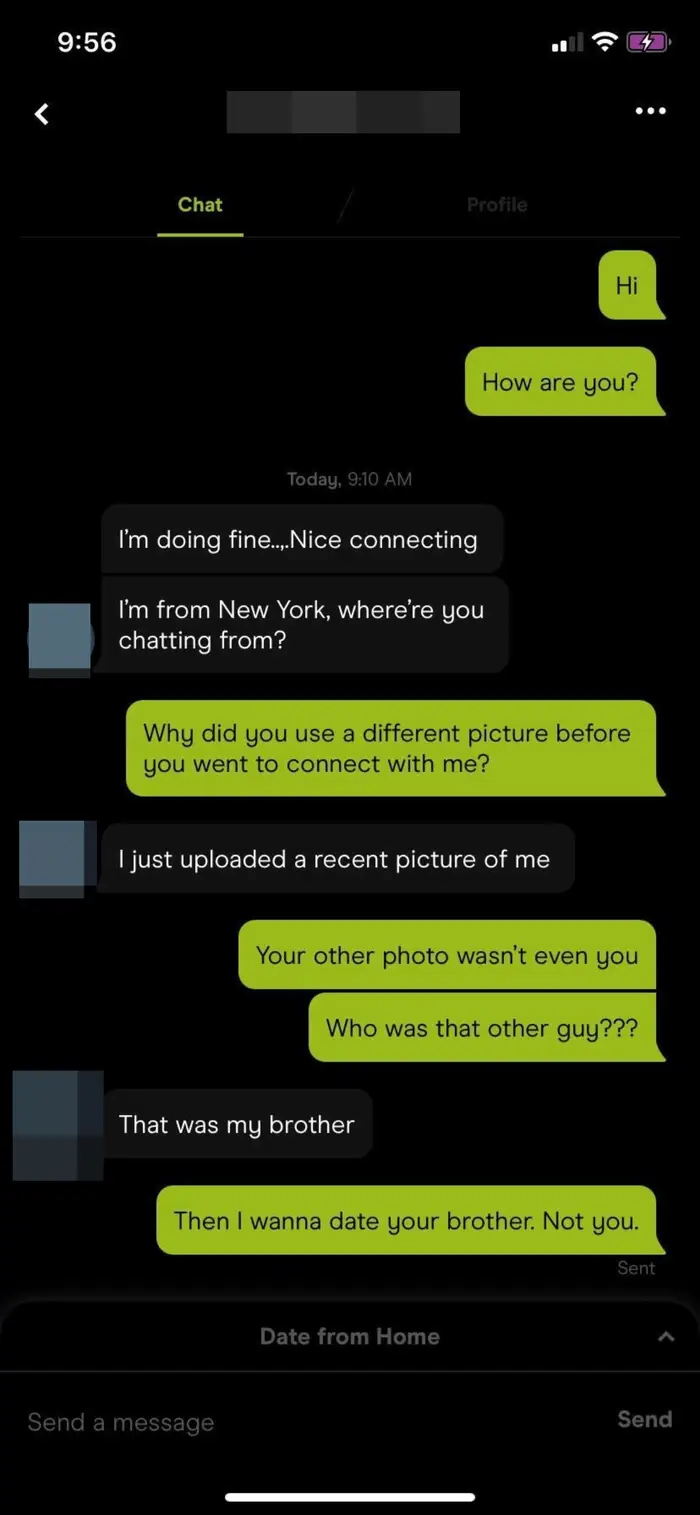 9:56
Chat
Profile
Hi
How are you?
Today, 9:10 AM
I'm doing fine..,.Nice connecting
I'm from New York, where're you
chatting from?
Why did you use a different picture before
you went to connect with me?
I just uploaded a recent picture of me
Your other photo wasn't even you
Who was that other guy???
That was my brother
Then I wanna date your brother. Not you.
Sent
Date from Home
Send a message
Send